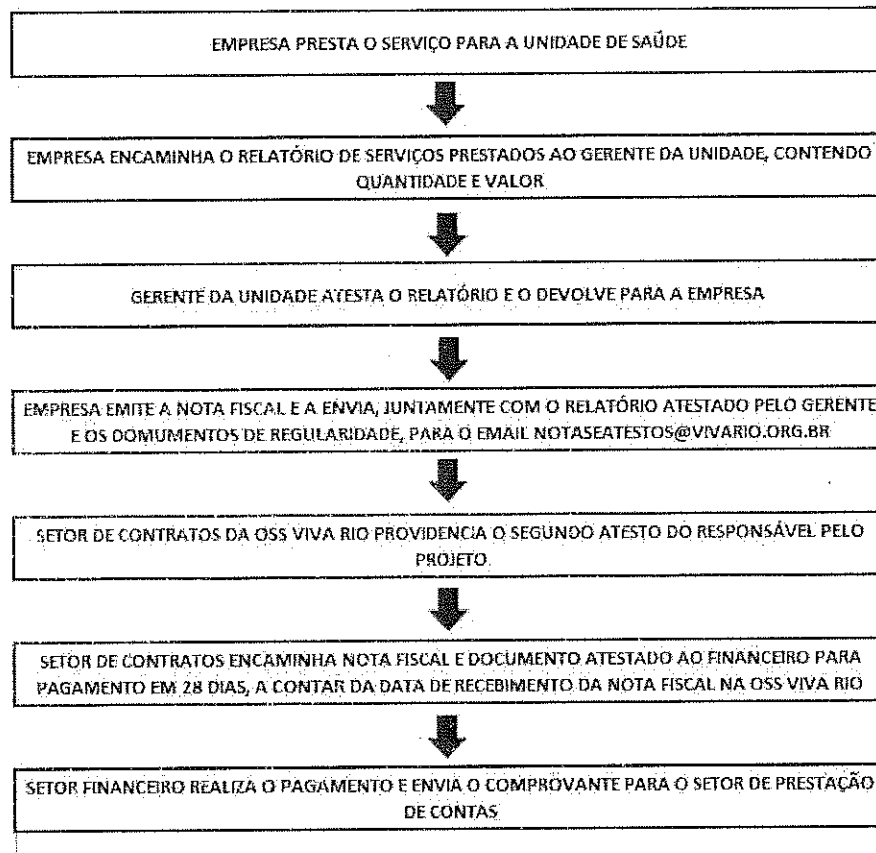 EMPRESA PRESTA O SERVIÇO PARA A UNIDADE DE SAÚDE
EMPRESA ENCAMINHA O RELATÓRIO DE SERVIÇOS PRESTADOS AO GERENTE DA UNIDADE, CONTENDO
QUANTIDADE E VALOR
GERENTE DA UNIDADE ATESTA O RELATÓRIO E O DEVOLVE PARA A EMPRESA
EMPRESA EMITE A NOTA FISCAL E A ENVIA, JUNTAMENTE COM O RELATÓRIO ATESTADO PELO GERENTE
E OS DOMUMENTOS DE REGULARIDADE, PARA O EMAIL NOTASEATESTOS@VIVARIO.ORG.BR
SETOR DE CONTRATOS DA OSS VIVA RIO PROVIDENCIA O SEGUNDO ATESTO DO RESPONSÁVEL PELO
PROJETO
SETOR DE CONTRATOS ENCAMINHA NOTA FISCAL E DOCUMENTO ATESTADO AO FINANCEIRO PARA
PAGAMENTO EM 28 DIAS, A CONTAR DA DATA DE RECEBIMENTO DA NOTA FISCAL NA OSS VIVA RIO
SETOR FINANCEIRO REALIZA O PAGAMENTO E ENVIA O COMPROVANTE PARA O SETOR DE PRESTAÇÃO
DE CONTAS